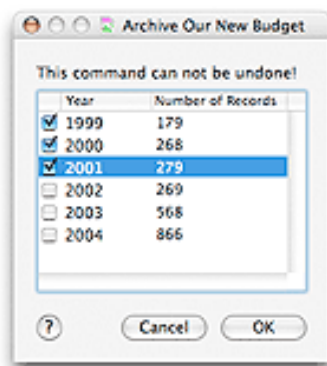 Archive Our New Budget
This command can not be undone!
Year Number of Records
1999 179
2000 268
2001 279
2002 269
2003 568
2004 866
? Cancel OK